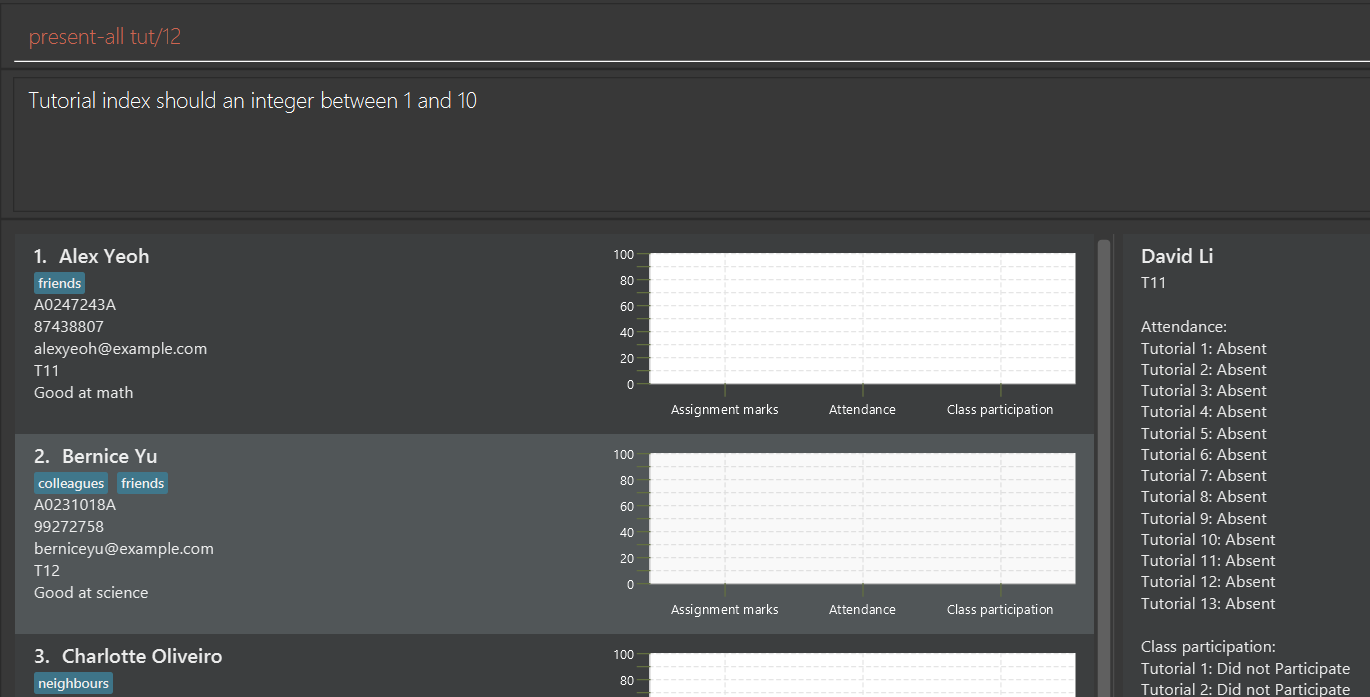 present-all tut/12
Tutorial index should an integer between 1 and 10
1. Alex Yeoh
friends
A0247243A
87438807
alexyeoh@example.com
T11
Good at math
100
80
60
40
20
0
Assignment marks Attendance Class participation
2. Bernice Yu
colleagues friends
A0231018A
99272758
berniceyu@example.com
T12
Good at science
100
80
60
40
20
0
Assignment marks Attendance Class participation
3. Charlotte Oliveiro
neighbours
100
80
David Li
T11
Attendance:
Tutorial 1: Absent
Tutorial 2: Absent
Tutorial 3: Absent
Tutorial 4: Absent
Tutorial 5: Absent
Tutorial 6: Absent
Tutorial 7: Absent
Tutorial 8: Absent
Tutorial 9: Absent
Tutorial 10: Absent
Tutorial 11: Absent
Tutorial 12: Absent
Tutorial 13: Absent
Class participation:
Tutorial 1: Did not Participate
Tutorial 2: Did not Participate